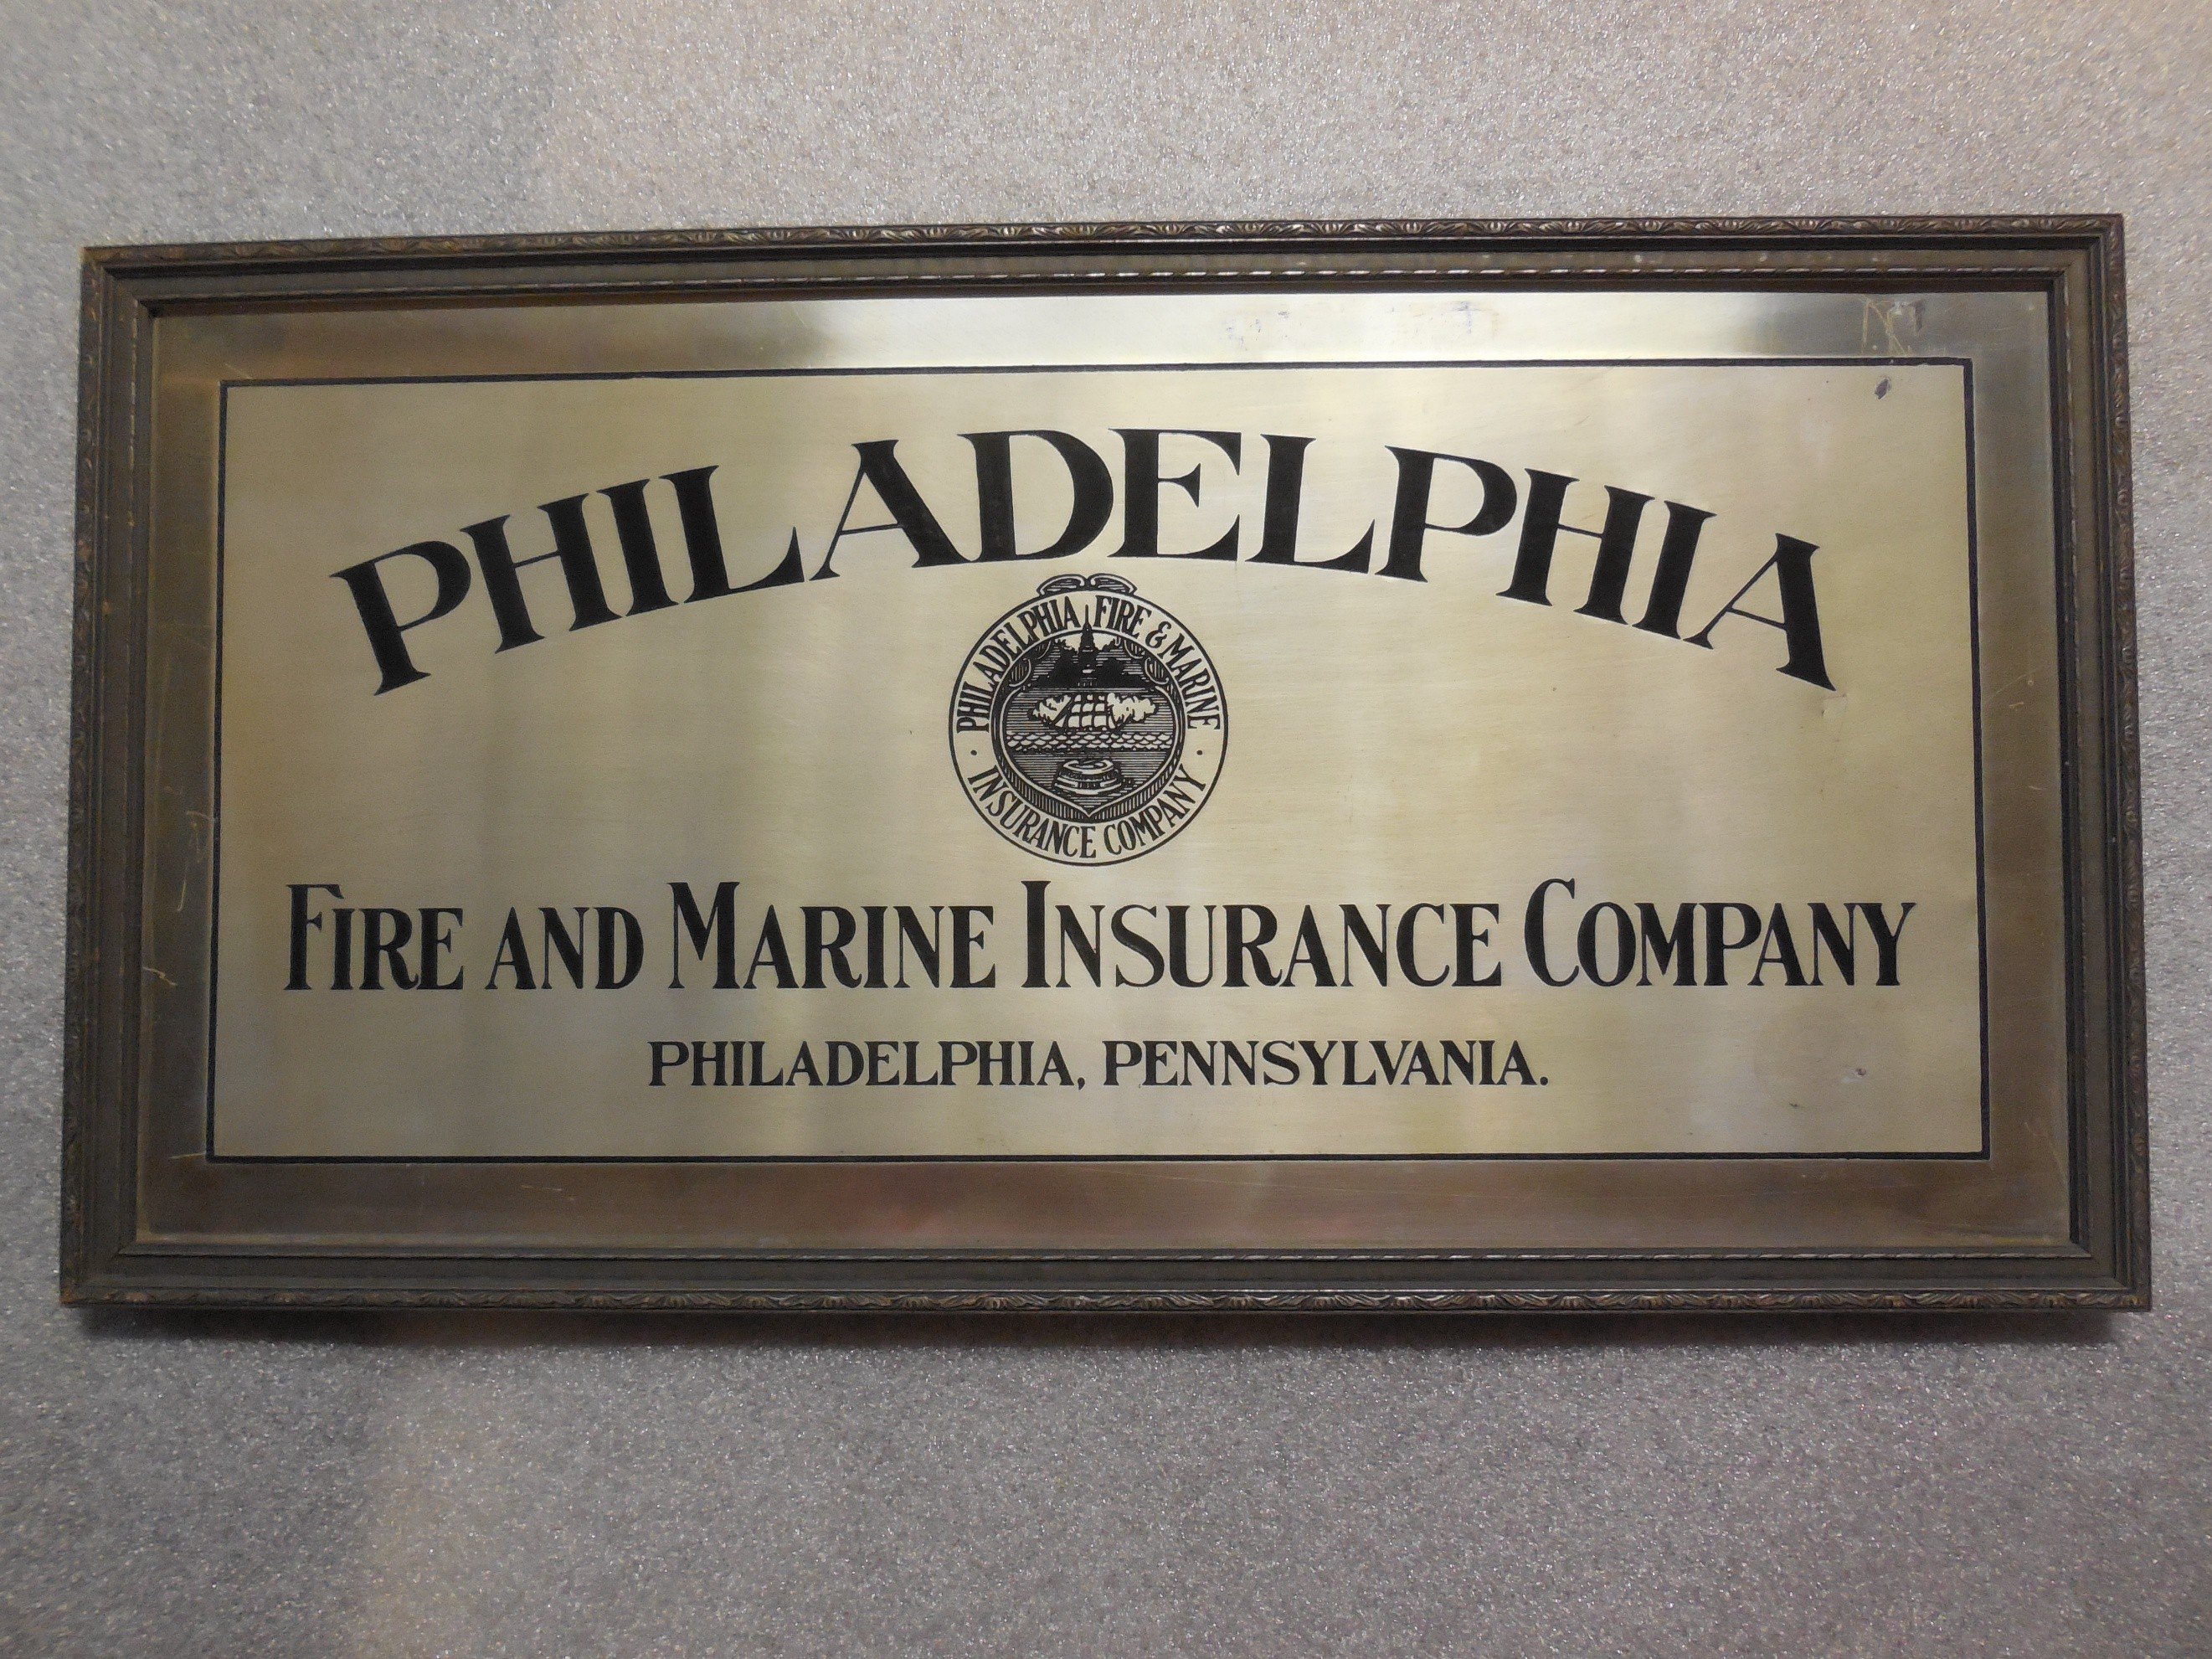 PHILADELPHIA
PHILADELPHIA FIRE & MARINE
· INSURANCE COMPANY ·
FIRE AND MARINE INSURANCE COMPANY
PHILADELPHIA, PENNSYLVANIA.